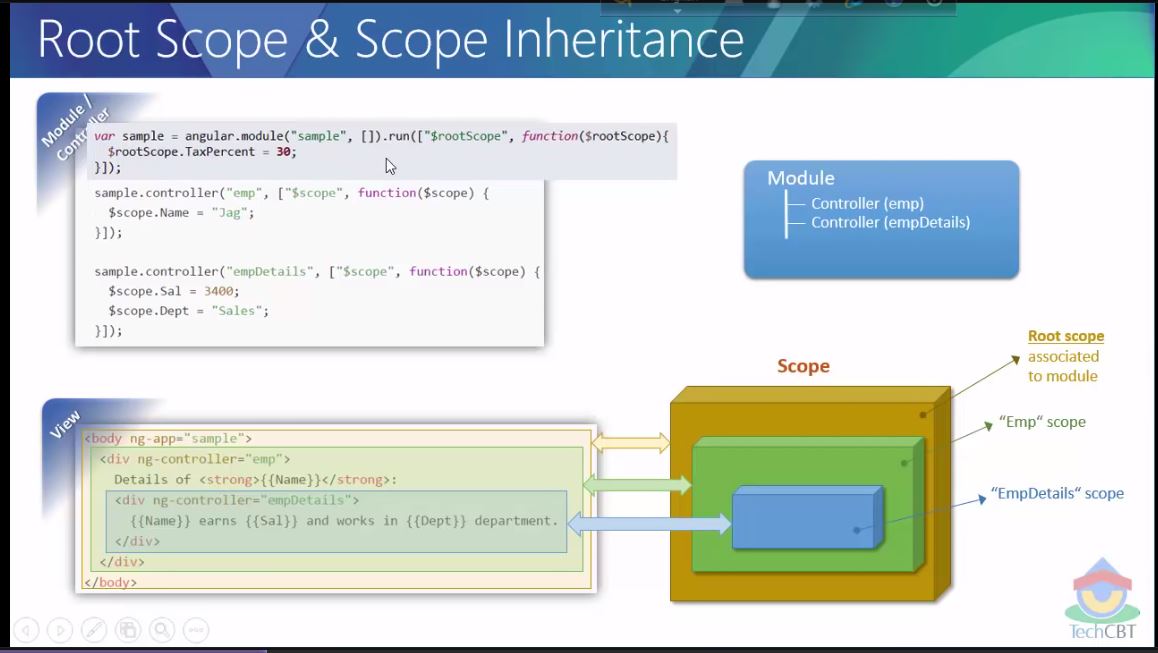 Root Scope & Scope Inheritance
Module /
Controller
var sample = angular.module("sample", []).run(["$rootScope", function($rootScope){
$rootScope.TaxPercent = 30;
}]);
sample.controller("emp", ["$scope", function($scope) {
$scope.Name = "Jag";
}]);
sample.controller("empDetails", ["$scope", function($scope) {
$scope.Sal = 3400;
$scope.Dept = "Sales";
}]);
Module
Controller (emp)
Controller (empDetails)
View
<body ng-app="sample">
<div ng-controller="emp">
Details of <strong>{{Name}}</strong>:
<div ng-controller="empDetails">
{{Name}} earns {{Sal}} and works in {{Dept}} department.
</div>
</div>
</body>
Scope
Root scope
associated
to module
“Emp“ scope
“EmpDetails“ scope
TechCBT